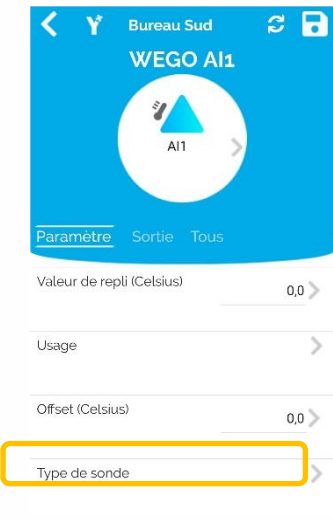 Bureau Sud
WEGO AI1
AI1
Paramètre Sortie Tous
Valeur de repli (Celsius)
0,0
Usage
Offset (Celsius)
0,0
Type de sonde